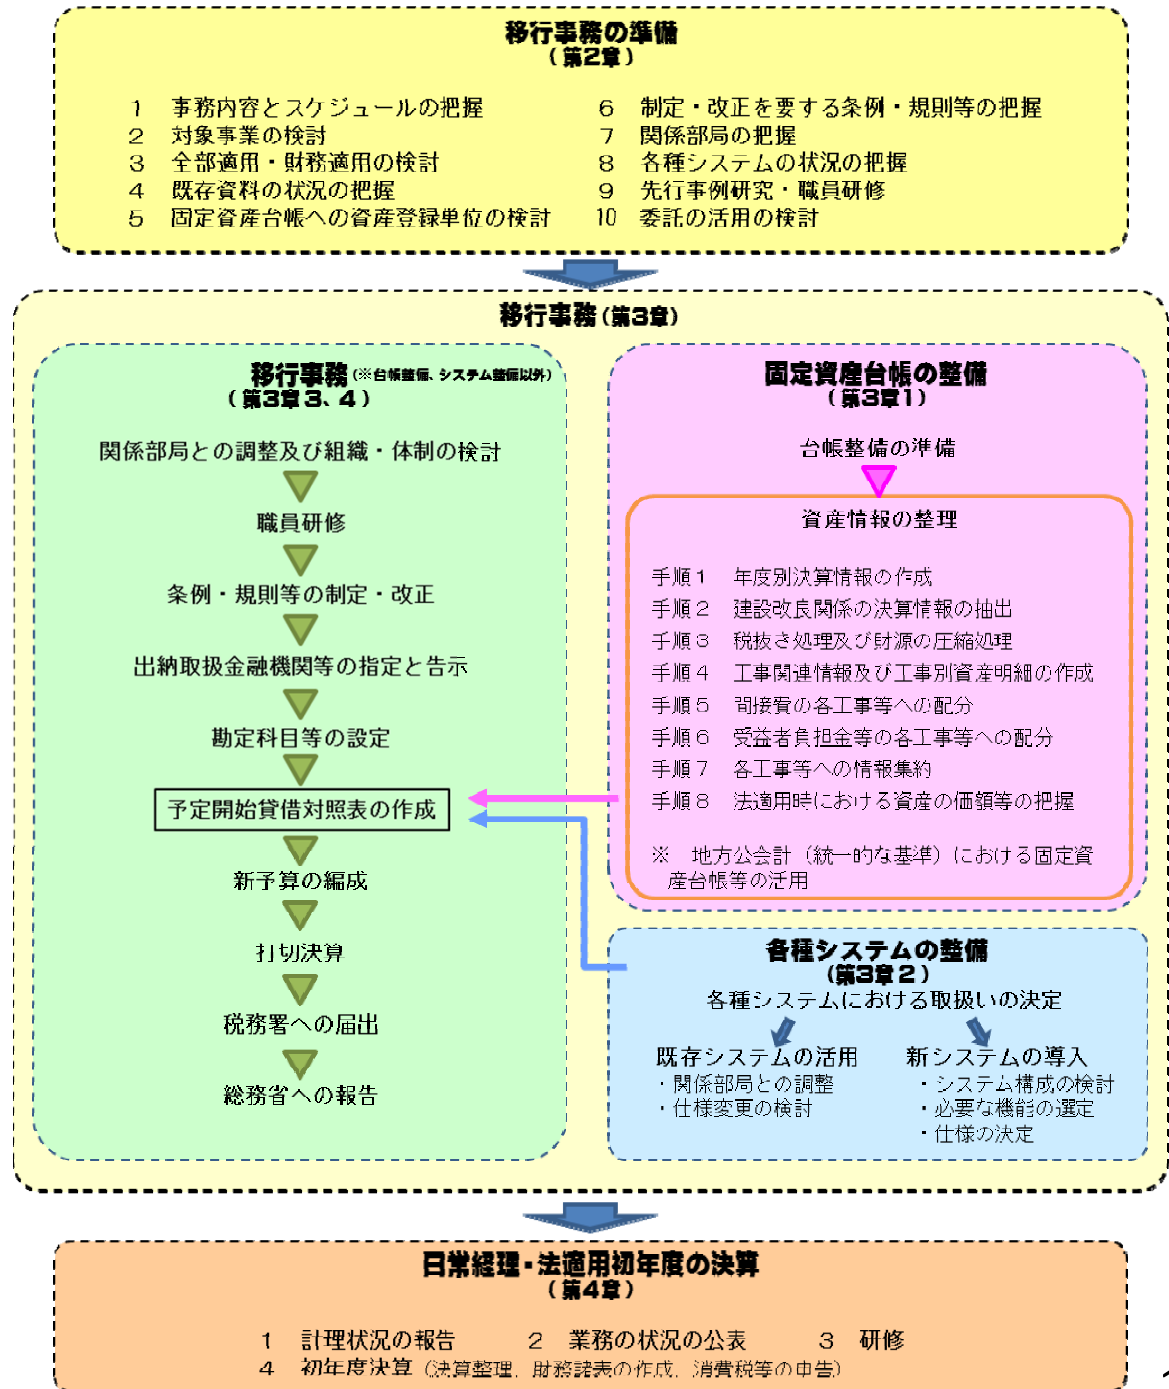 移行事務の準備
（第2章）
1 事務内容とスケジュールの把握
2 対象事業の検討
3 全部適用・財務適用の検討
4 既存資料の状況の把握
5 固定資産台帳への資産登録単位の検討
6 制定・改正を要する条例・規則等の把握
7 関係部局の把握
8 各種システムの状況の把握
9 先行事例研究・職員研修
10 委託の活用の検討
移行事務（第3章）
移行事務（※台帳整備、システム整備以外）
（第3章3、4）
関係部局との調整及び組織・体制の検討
職員研修
条例・規則等の制定・改正
出納取扱金融機関等の指定と告示
勘定科目等の設定
予定開始貸借対照表の作成
新予算の編成
打切決算
税務署への届出
総務省への報告
固定資産台帳の整備
（第3章1）
台帳整備の準備
資産情報の整理
手順1 年度別決算情報の作成
手順2 建設改良関係の決算情報の抽出
手順3 税抜き処理及び財源の圧縮処理
手順4 工事関連情報及び工事別資産明細の作成
手順5 間接費の各工事等への配分
手順6 受益者負担金等の各工事等への配分
手順7 各工事等への情報集約
手順8 法適用時における資産の価額等の把握
※ 地方公会計（統一的な基準）における固定資
産台帳等の活用
各種システムの整備
（第3章2）
各種システムにおける取扱いの決定
既存システムの活用
・関係部局との調整
・仕様変更の検討
新システムの導入
・システム構成の検討
・必要な機能の選定
・仕様の決定
日常経理・法適用初年度の決算
（第4章）
1 計理状況の報告 2 業務の状況の公表 3 研修
4 初年度決算（決算整理、財務諸表の作成、消費税等の申告）